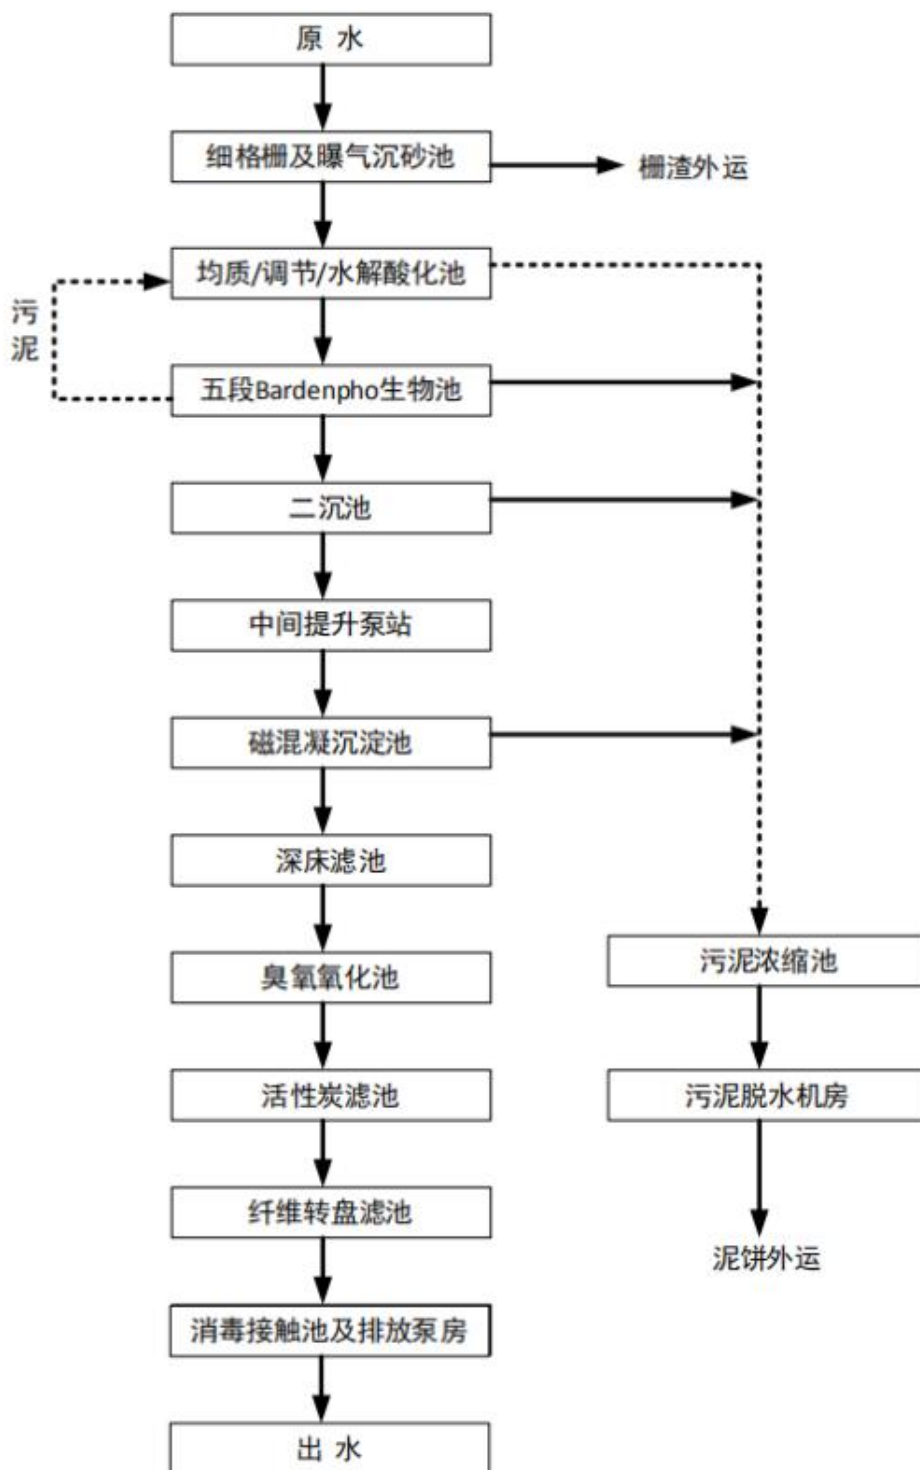 原 水
细格栅及曝气沉砂池
栅渣外运
均质/调节/水解酸化池
污
泥
五段Bardenpho生物池
二沉池
中间提升泵站
磁混凝沉淀池
深床滤池
污泥浓缩池
臭氧氧化池
活性炭滤池
污泥脱水机房
纤维转盘滤池
泥饼外运
消毒接触池及排放泵房
出 水